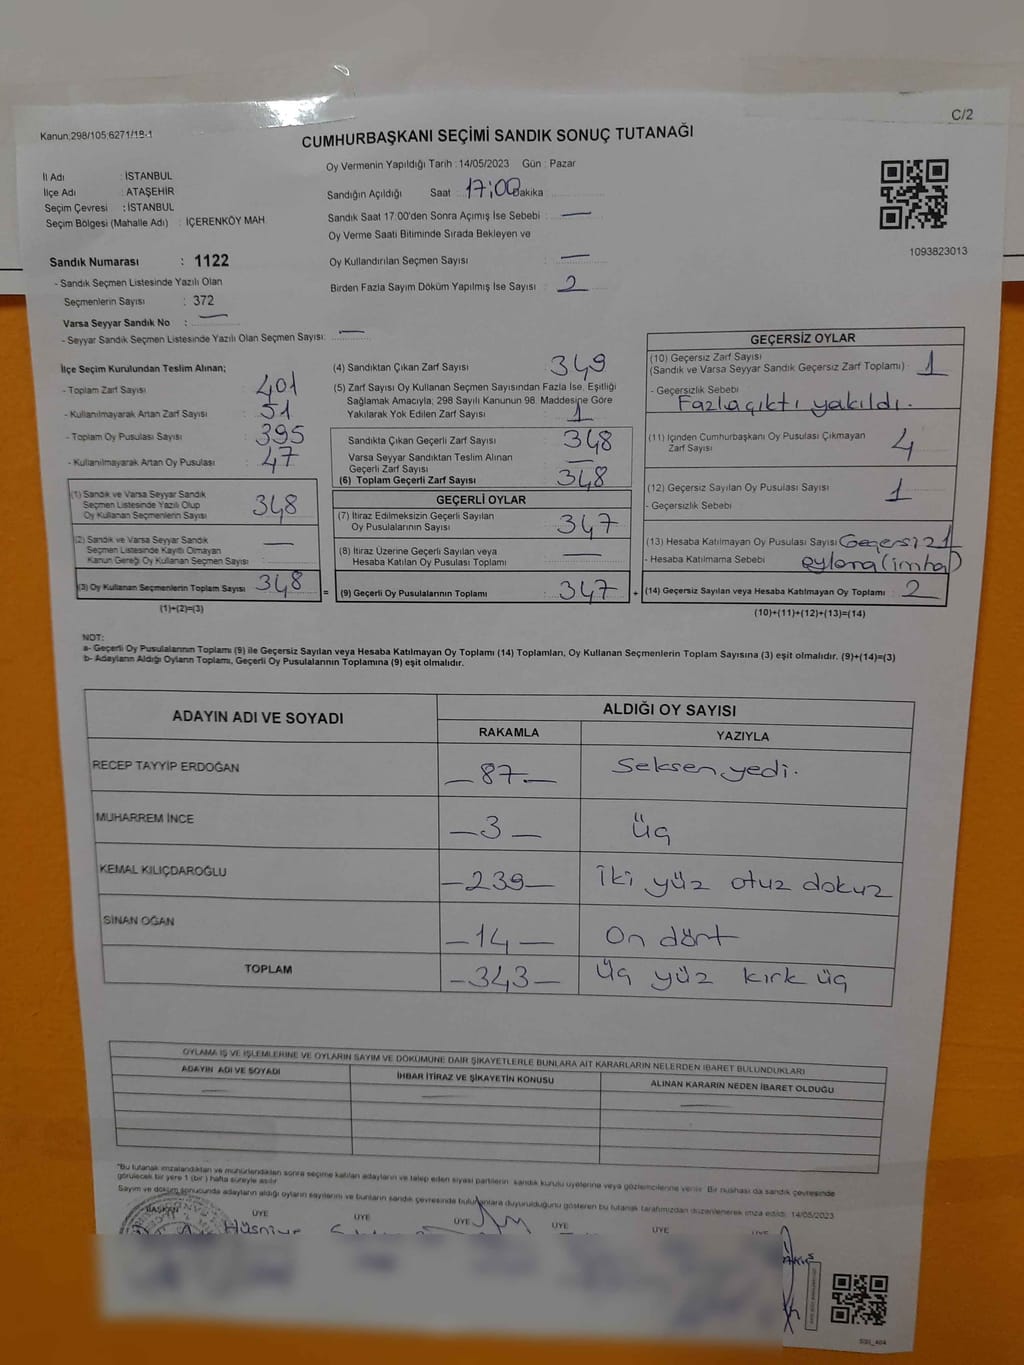 C/2
Kanun,298/105,6271/18-1
CUMHURBAŞKANI SEÇİMİ SANDIK SONUÇ TUTANAĞI
Oy Vermenin Yapıldığı Tarih : 14/05/2023 Gün : Pazar
İl Adı : İSTANBUL
İlçe Adı : ATAŞEHİR
Seçim Çevresi : İSTANBUL
Seçim Bölgesi (Mahalle Adı) : İÇERENKÖY MAH
Sandığın Açıldığı Saat 17:00 Dakika
Sandık Saat 17:00'den Sonra Açımış İse Sebebi : —
Oy Verme Saati Bitiminde Sırada Bekleyen ve
Oy Kullandırılan Seçmen Sayısı : —
Birden Fazla Sayım Döküm Yapılmış İse Sayısı : 2
1093823013
Sandık Numarası : 1122
- Sandık Seçmen Listesinde Yazılı Olan
Seçmenlerin Sayısı : 372
Varsa Seyyar Sandık No : —
- Seyyar Sandık Seçmen Listesinde Yazılı Olan Seçmen Sayısı: —
İlçe Seçim Kurulundan Teslim Alınan;
- Toplam Zarf Sayısı : 401
- Kullanılmayarak Artan Zarf Sayısı : 51
- Toplam Oy Pusulası Sayısı : 395
- Kullanılmayarak Artan Oy Pusulası : 47
(1) Sandık ve Varsa Seyyar Sandık
Seçmen Listesinde Yazılı Olup
Oy Kullanan Seçmenlerin Sayısı : 348
(2) Sandık ve Varsa Seyyar Sandık
Seçmen Listesinde Kayıtlı Olmayan
Kanun Gereği Oy Kullanan Seçmen Sayısı : —
(3) Oy Kullanan Seçmenlerin Toplam Sayısı 348
(1)+(2)=(3)
(4) Sandıktan Çıkan Zarf Sayısı : 349
(5) Zarf Sayısı Oy Kullanan Seçmen Sayısından Fazla İse, Eşitliği
Sağlamak Amacıyla; 298 Sayılı Kanunun 98. Maddesine Göre
Yakılarak Yok Edilen Zarf Sayısı : 1
Sandıkta Çıkan Geçerli Zarf Sayısı : 348
Varsa Seyyar Sandıktan Teslim Alınan
Geçerli Zarf Sayısı : —
(6) Toplam Geçerli Zarf Sayısı : 348
GEÇERLİ OYLAR
(7) İtiraz Edilmeksizin Geçerli Sayılan
Oy Pusulalarının Sayısı : 347
(8) İtiraz Üzerine Geçerli Sayılan veya
Hesaba Katılan Oy Pusulaları Toplamı : —
= (9) Geçerli Oy Pusulalarının Toplamı : 347 +
GEÇERSİZ OYLAR
(10) Geçersiz Zarf Sayısı
(Sandık ve Varsa Seyyar Sandık Geçersiz Zarf Toplamı) : 1
- Geçersizlik Sebebi
: Fazla çıktı yakıldı.
(11) İçinden Cumhurbaşkanı Oy Pusulası Çıkmayan
Zarf Sayısı : 4
(12) Geçersiz Sayılan Oy Pusulası Sayısı : 1
- Geçersizlik Sebebi :
(13) Hesaba Katılmayan Oy Pusulası Sayısı : Geçersiz 1
- Hesaba Katılmama Sebebi : (imha)
(14) Geçersiz Sayılan veya Hesaba Katılmayan Oy Toplamı : 2
(10)+(11)+(12)+(13)=(14)
NOT:
a- Geçerli Oy Pusulalarının Toplamı (9) ile Geçersiz Sayılan veya Hesaba Katılmayan Oy Toplamı (14) Toplamları, Oy Kullanan Seçmenlerin Toplam Sayısına (3) eşit olmalıdır. (9)+(14)=(3)
b- Adayların Aldığı Oyların Toplamı, Geçerli Oy Pusulalarının Toplamına (9) eşit olmalıdır.
ADAYIN ADI VE SOYADI ALDIĞI OY SAYISI
RAKAMLA YAZIYLA
RECEP TAYYİP ERDOĞAN —87— Seksen yedi.
MUHARREM İNCE —3— Üç
KEMAL KILIÇDAROĞLU —239— İki yüz otuz dokuz
SİNAN OĞAN —14— On dört
TOPLAM —343— Üç yüz kırk üç
OYLAMA İŞ VE İŞLEMLERİNE VE OYLARIN SAYIM VE DÖKÜMÜNE DAİR ŞİKAYETLERLE BUNLARA AİT KARARLARIN NELERDEN İBARET BULUNDUKLARI
ADAYIN ADI VE SOYADI İHBAR İTİRAZ VE ŞİKAYETİN KONUSU ALINAN KARARIN NEDEN İBARET OLDUĞU
— — —
"Bu tutanak imzalandıktan ve mühürlendikten sonra seçime katılan adayların ve talep eden siyasi partilerin sandık kurulu üyelerine veya gözlemcilerine verilir. Bir nüshası da sandık çevresinde
görülecek bir yere 1 (bir) hafta süreyle asılır.
Sayım ve döküm sonucunda adayların aldığı oyların sayılarını ve bunların sandık çevresinde bulunanlara duyurulduğunu gösteren bu tutanak tarafımızdan düzenlenerek imza edildi. 14/05/2023
BAŞKAN ÜYE ÜYE ÜYE ÜYE ÜYE ÜYE
Hüsniye